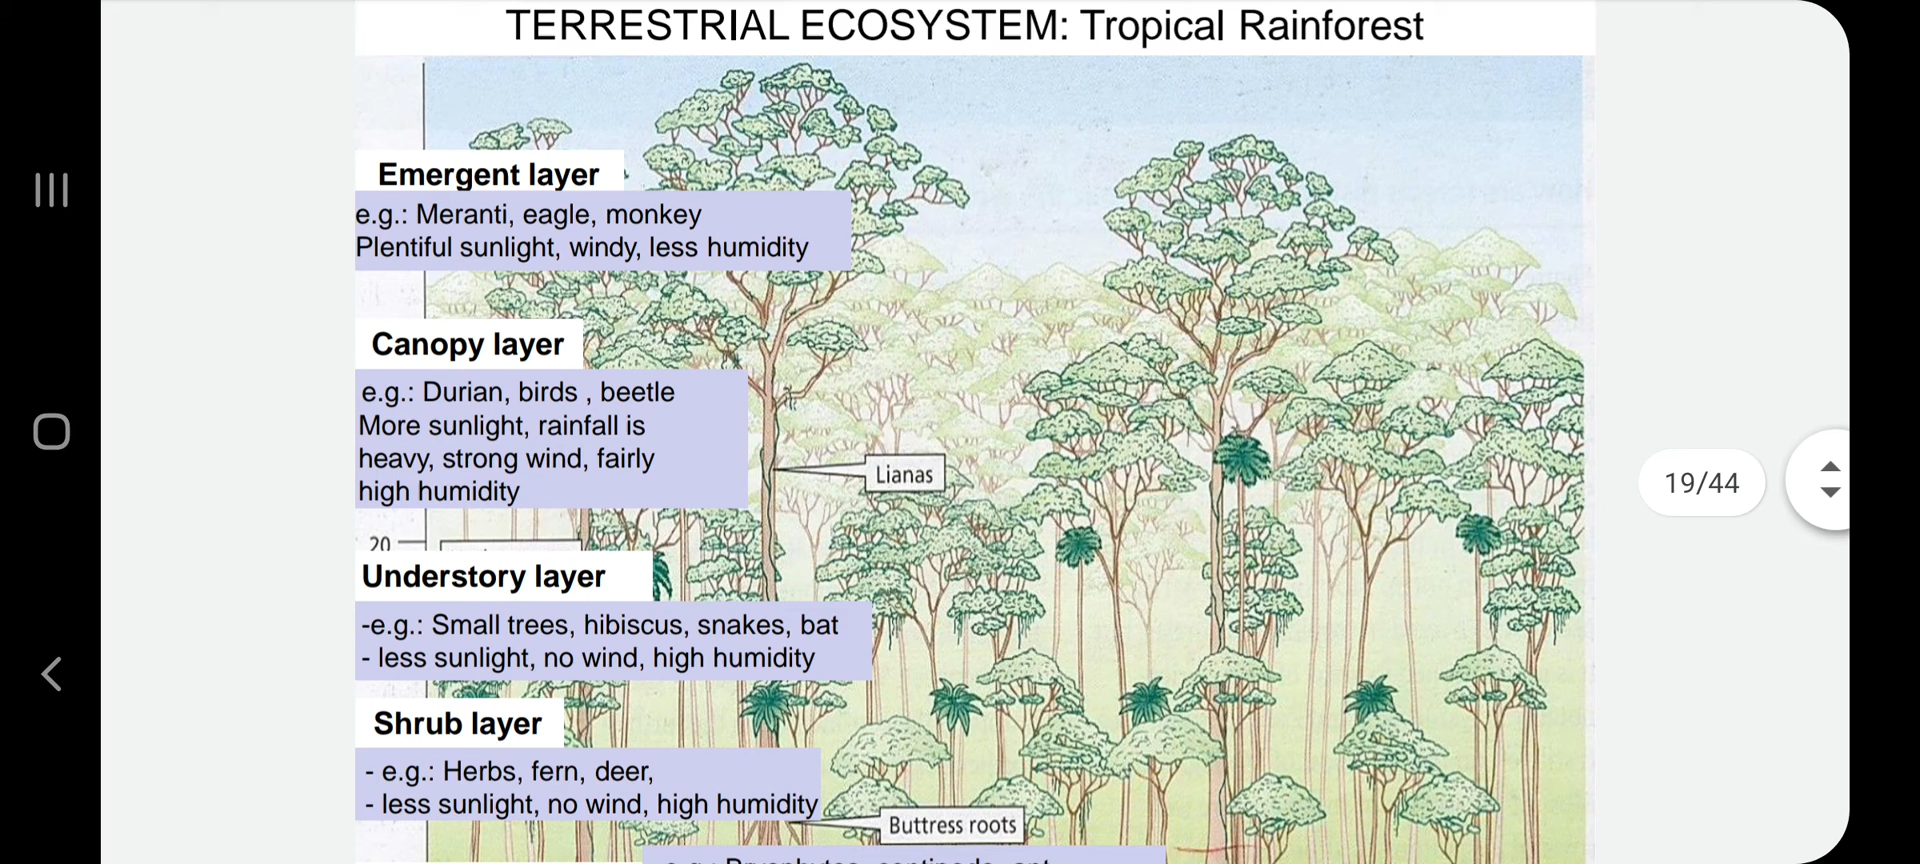 TERRESTRIAL ECOSYSTEM: Tropical Rainforest
Emergent layer
e.g.: Meranti, eagle, monkey
Plentiful sunlight, windy, less humidity
Canopy layer
e.g.: Durian, birds , beetle
More sunlight, rainfall is
heavy, strong wind, fairly
high humidity
Lianas
19/44
20
Understory layer
-e.g.: Small trees, hibiscus, snakes, bat
- less sunlight, no wind, high humidity
Shrub layer
- e.g.: Herbs, fern, deer,
- less sunlight, no wind, high humidity
Buttress roots